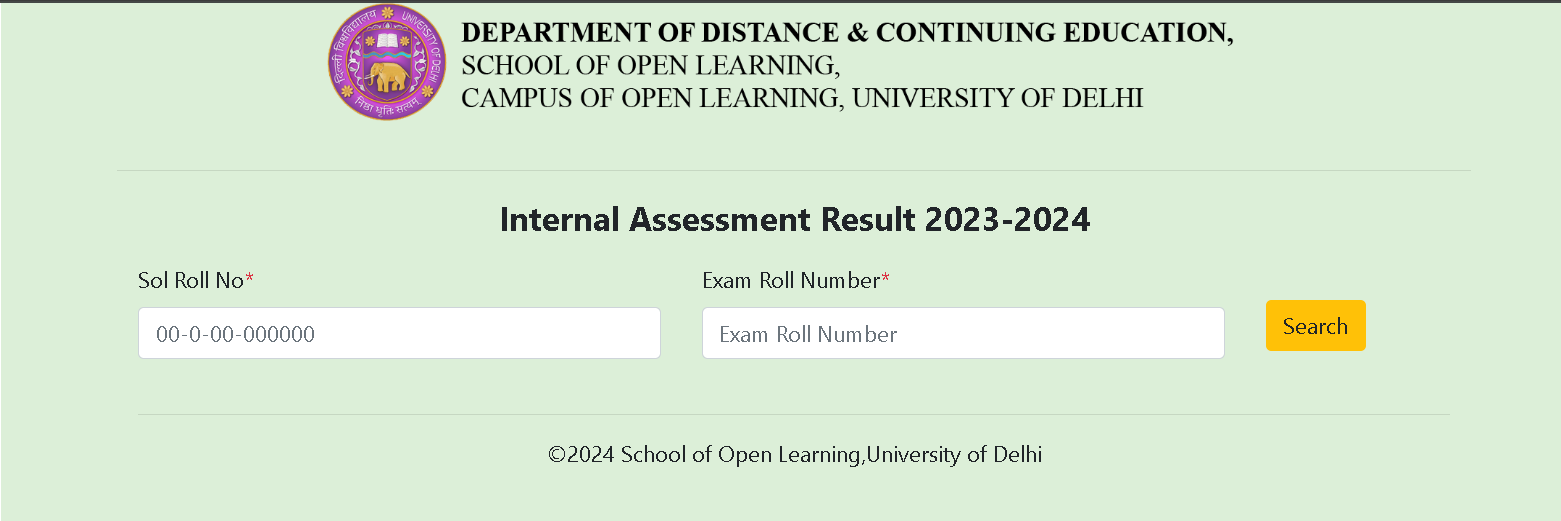 दिल्ली विश्वविद्यालय UNIVERSITY OF DELHI
निष्ठा धृतिः सत्यम्
DEPARTMENT OF DISTANCE & CONTINUING EDUCATION,
SCHOOL OF OPEN LEARNING,
CAMPUS OF OPEN LEARNING, UNIVERSITY OF DELHI
Internal Assessment Result 2023-2024
Sol Roll No* Exam Roll Number*
00-0-00-000000 Exam Roll Number Search
©2024 School of Open Learning,University of Delhi